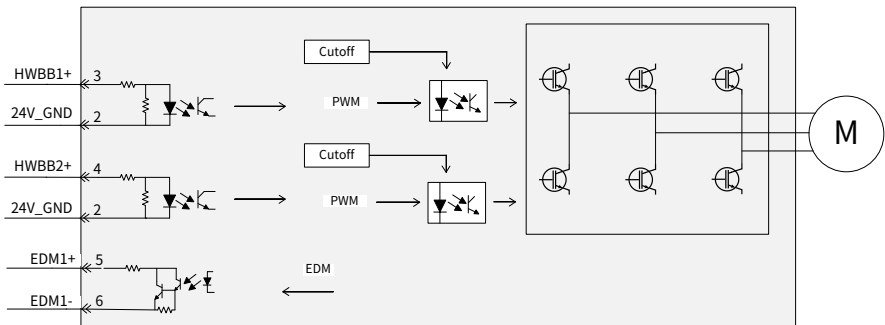 Cutoff
HWBB1+ 3
PWM
24V_GND 2
M
Cutoff
HWBB2+ 4
PWM
24V_GND 2
EDM1+ 5
EDM
EDM1- 6